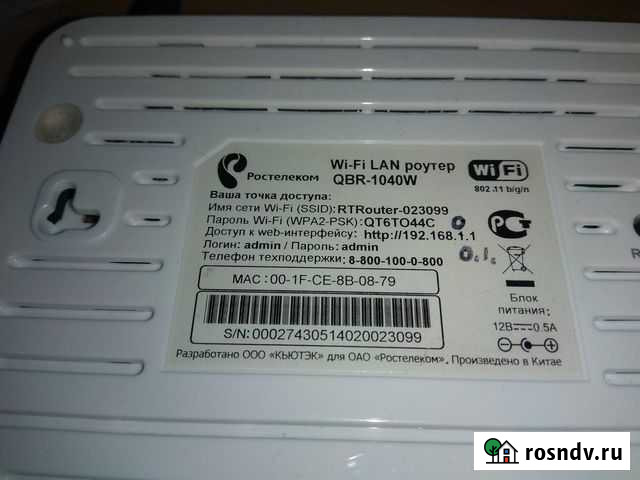 Ростелеком
Wi-Fi LAN роутер
QBR-1040W
Wi Fi
802.11 b/g/n
Ваша точка доступа:
Имя сети Wi-Fi (SSID): RTRouter-023099
Пароль Wi-Fi (WPA2-PSK): QT6TO44C
Доступ к web-интерфейсу: http://192.168.1.1
Логин: admin / Пароль: admin
Телефон техподдержки: 8-800-100-0-800
MAC: 00-1F-CE-8B-08-79
S/N: 00027430514020023099
Блок
питания:
12В 0.5А
Разработано ООО «КЬЮТЭК» для ОАО «Ростелеком». Произведено в Китае
rosndv.ru